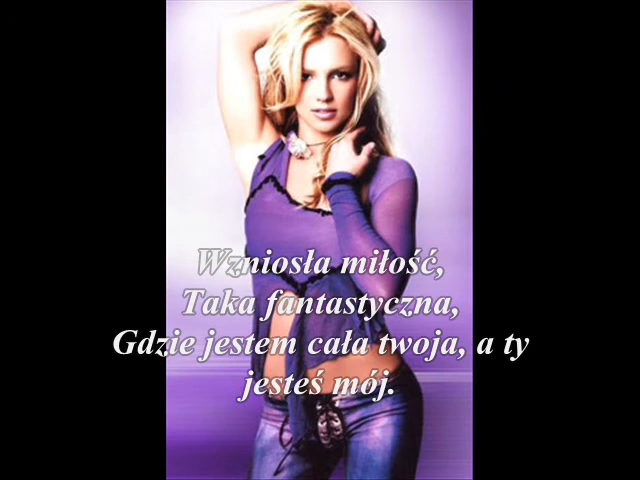 Wzniosła miłość,
Taka fantastyczna,
Gdzie jestem cała twoja, a ty
jesteś mój.